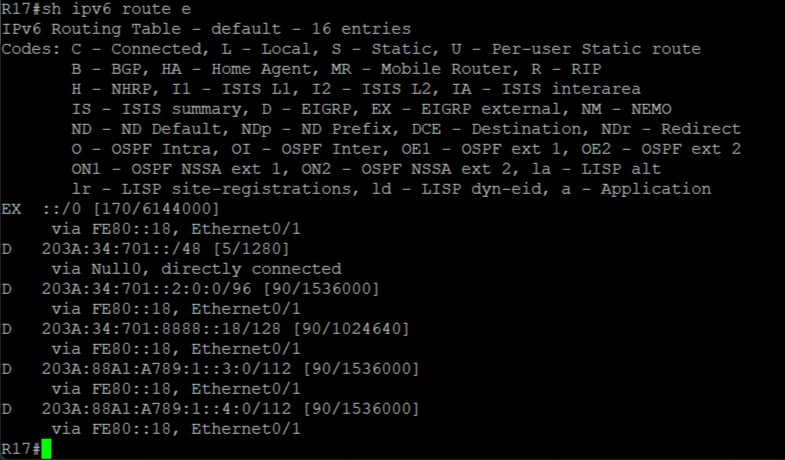 R17#sh ipv6 route e
IPv6 Routing Table - default - 16 entries
Codes: C - Connected, L - Local, S - Static, U - Per-user Static route
       B - BGP, HA - Home Agent, MR - Mobile Router, R - RIP
       H - NHRP, I1 - ISIS L1, I2 - ISIS L2, IA - ISIS interarea
       IS - ISIS summary, D - EIGRP, EX - EIGRP external, NM - NEMO
       ND - ND Default, NDp - ND Prefix, DCE - Destination, NDr - Redirect
       O - OSPF Intra, OI - OSPF Inter, OE1 - OSPF ext 1, OE2 - OSPF ext 2
       ON1 - OSPF NSSA ext 1, ON2 - OSPF NSSA ext 2, la - LISP alt
       lr - LISP site-registrations, ld - LISP dyn-eid, a - Application
EX  ::/0 [170/6144000]
     via FE80::18, Ethernet0/1
D   203A:34:701::/48 [5/1280]
     via Null0, directly connected
D   203A:34:701::2:0:0/96 [90/1536000]
     via FE80::18, Ethernet0/1
D   203A:34:701:8888::18/128 [90/1024640]
     via FE80::18, Ethernet0/1
D   203A:88A1:A789:1::3:0/112 [90/1536000]
     via FE80::18, Ethernet0/1
D   203A:88A1:A789:1::4:0/112 [90/1536000]
     via FE80::18, Ethernet0/1
R17#